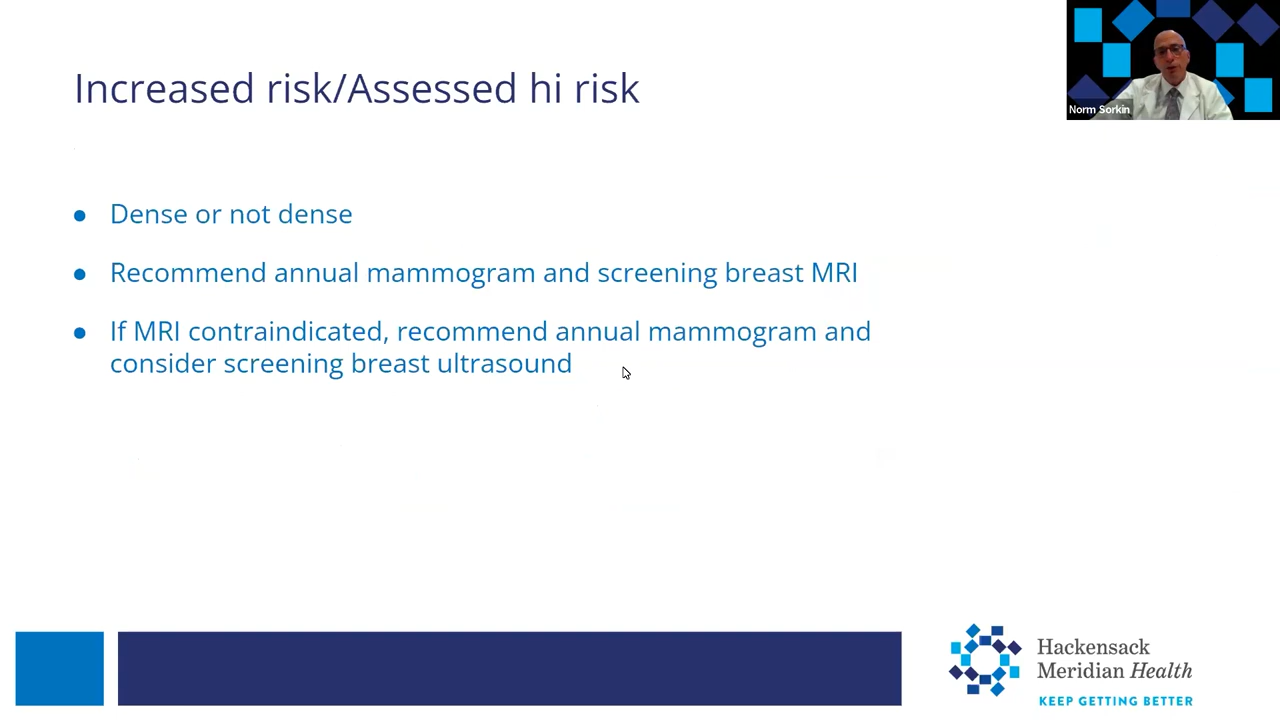 Increased risk/Assessed hi risk
Norm Sorkin
● Dense or not dense
● Recommend annual mammogram and screening breast MRI
● If MRI contraindicated, recommend annual mammogram and
consider screening breast ultrasound
Hackensack
Meridian Health
KEEP GETTING BETTER